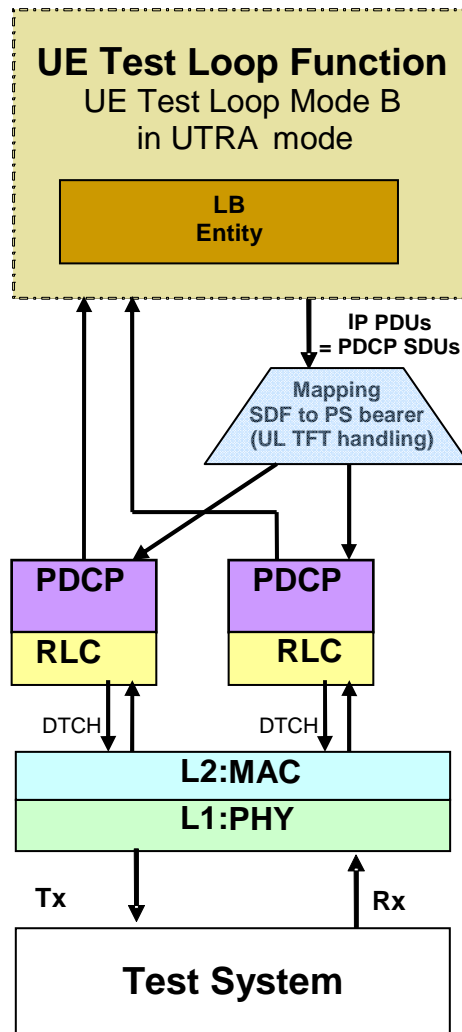 UE Test Loop Function
UE Test Loop Mode B
in UTRA mode
LB
Entity
IP PDUs
= PDCP SDUs
Mapping
SDF to PS bearer
(UL TFT handling)
PDCP
PDCP
RLC
RLC
DTCH
DTCH
L2:MAC
L1:PHY
Tx
Rx
Test System